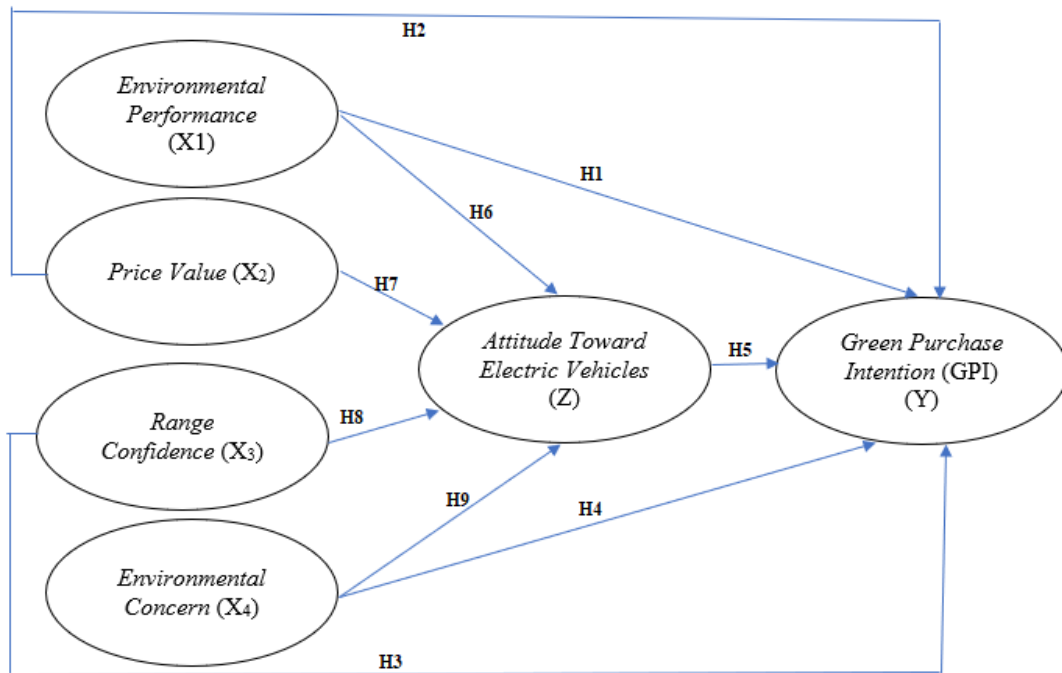 H2
Environmental
Performance
(X1)
H1
H6
Price Value (X2)
H7
Attitude Toward
Electric Vehicles
(Z)
H5
Green Purchase
Intention (GPI)
(Y)
Range
Confidence (X3)
H8
H9
H4
Environmental
Concern (X4)
H3